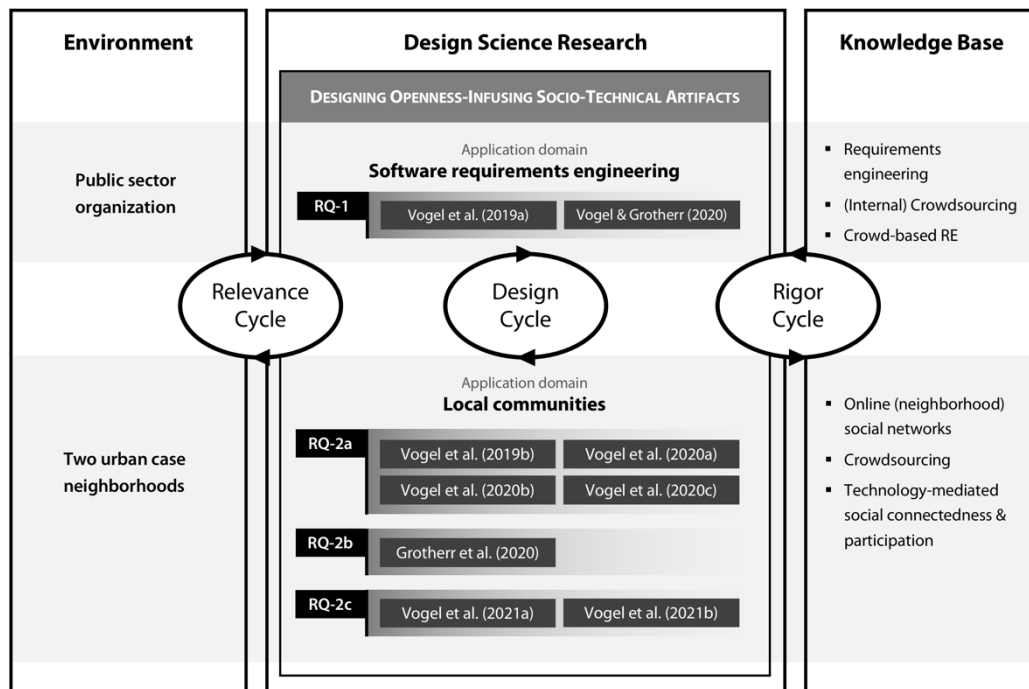 Environment
Design Science Research
Knowledge Base
DESIGNING OPENNESS-INFUSING SOCIO-TECHNICAL ARTIFACTS
Public sector
organization
Application domain
Software requirements engineering
RQ-1
Vogel et al. (2019a)
Vogel & Grotherr (2020)
▪ Requirements
engineering
▪ (Internal) Crowdsourcing
▪ Crowd-based RE
Relevance
Cycle
Design
Cycle
Rigor
Cycle
Two urban case
neighborhoods
Application domain
Local communities
RQ-2a
Vogel et al. (2019b)
Vogel et al. (2020a)
Vogel et al. (2020b)
Vogel et al. (2020c)
RQ-2b
Grotherr et al. (2020)
RQ-2c
Vogel et al. (2021a)
Vogel et al. (2021b)
▪ Online (neighborhood)
social networks
▪ Crowdsourcing
▪ Technology-mediated
social connectedness &
participation